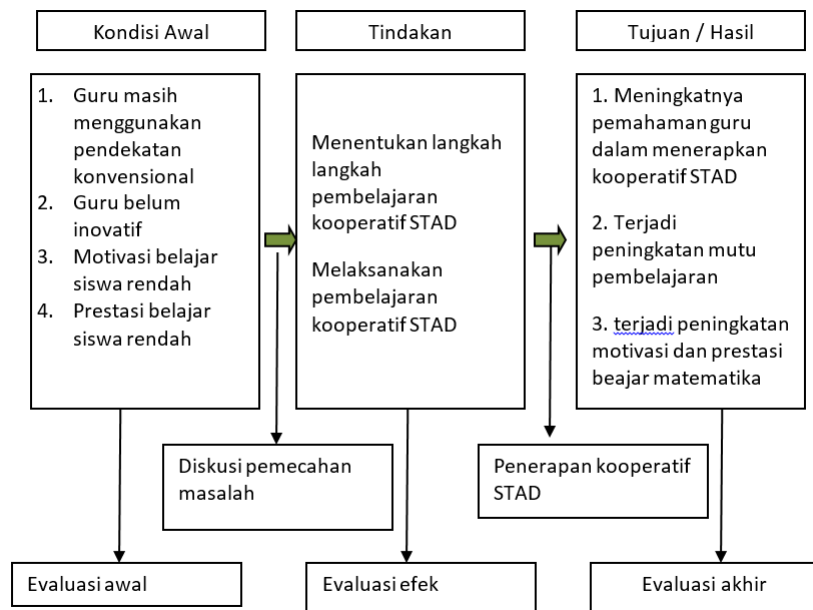 Kondisi Awal
Tindakan
Tujuan / Hasil
1. Guru masih
menggunakan
pendekatan
konvensional
2. Guru belum
inovatif
3. Motivasi belajar
siswa rendah
4. Prestasi belajar
siswa rendah
Menentukan langkah
langkah
pembelajaran
kooperatif STAD
Melaksanakan
pembelajaran
kooperatif STAD
1. Meningkatnya
pemahaman guru
dalam menerapkan
kooperatif STAD
2. Terjadi
peningkatan mutu
pembelajaran
3. terjadi peningkatan
motivasi dan prestasi
beajar matematika
Diskusi pemecahan
masalah
Penerapan kooperatif
STAD
Evaluasi awal
Evaluasi efek
Evaluasi akhir